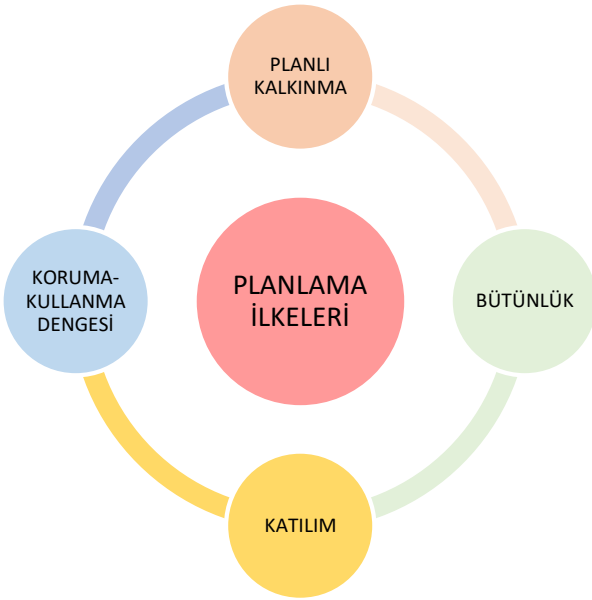 PLANLI
KALKINMA
KORUMA-
KULLANMA
DENGESİ
PLANLAMA
İLKELERİ
BÜTÜNLÜK
KATILIM